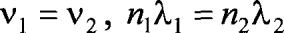 ν₁ = ν₂ , n₁λ₁ = n₂λ₂